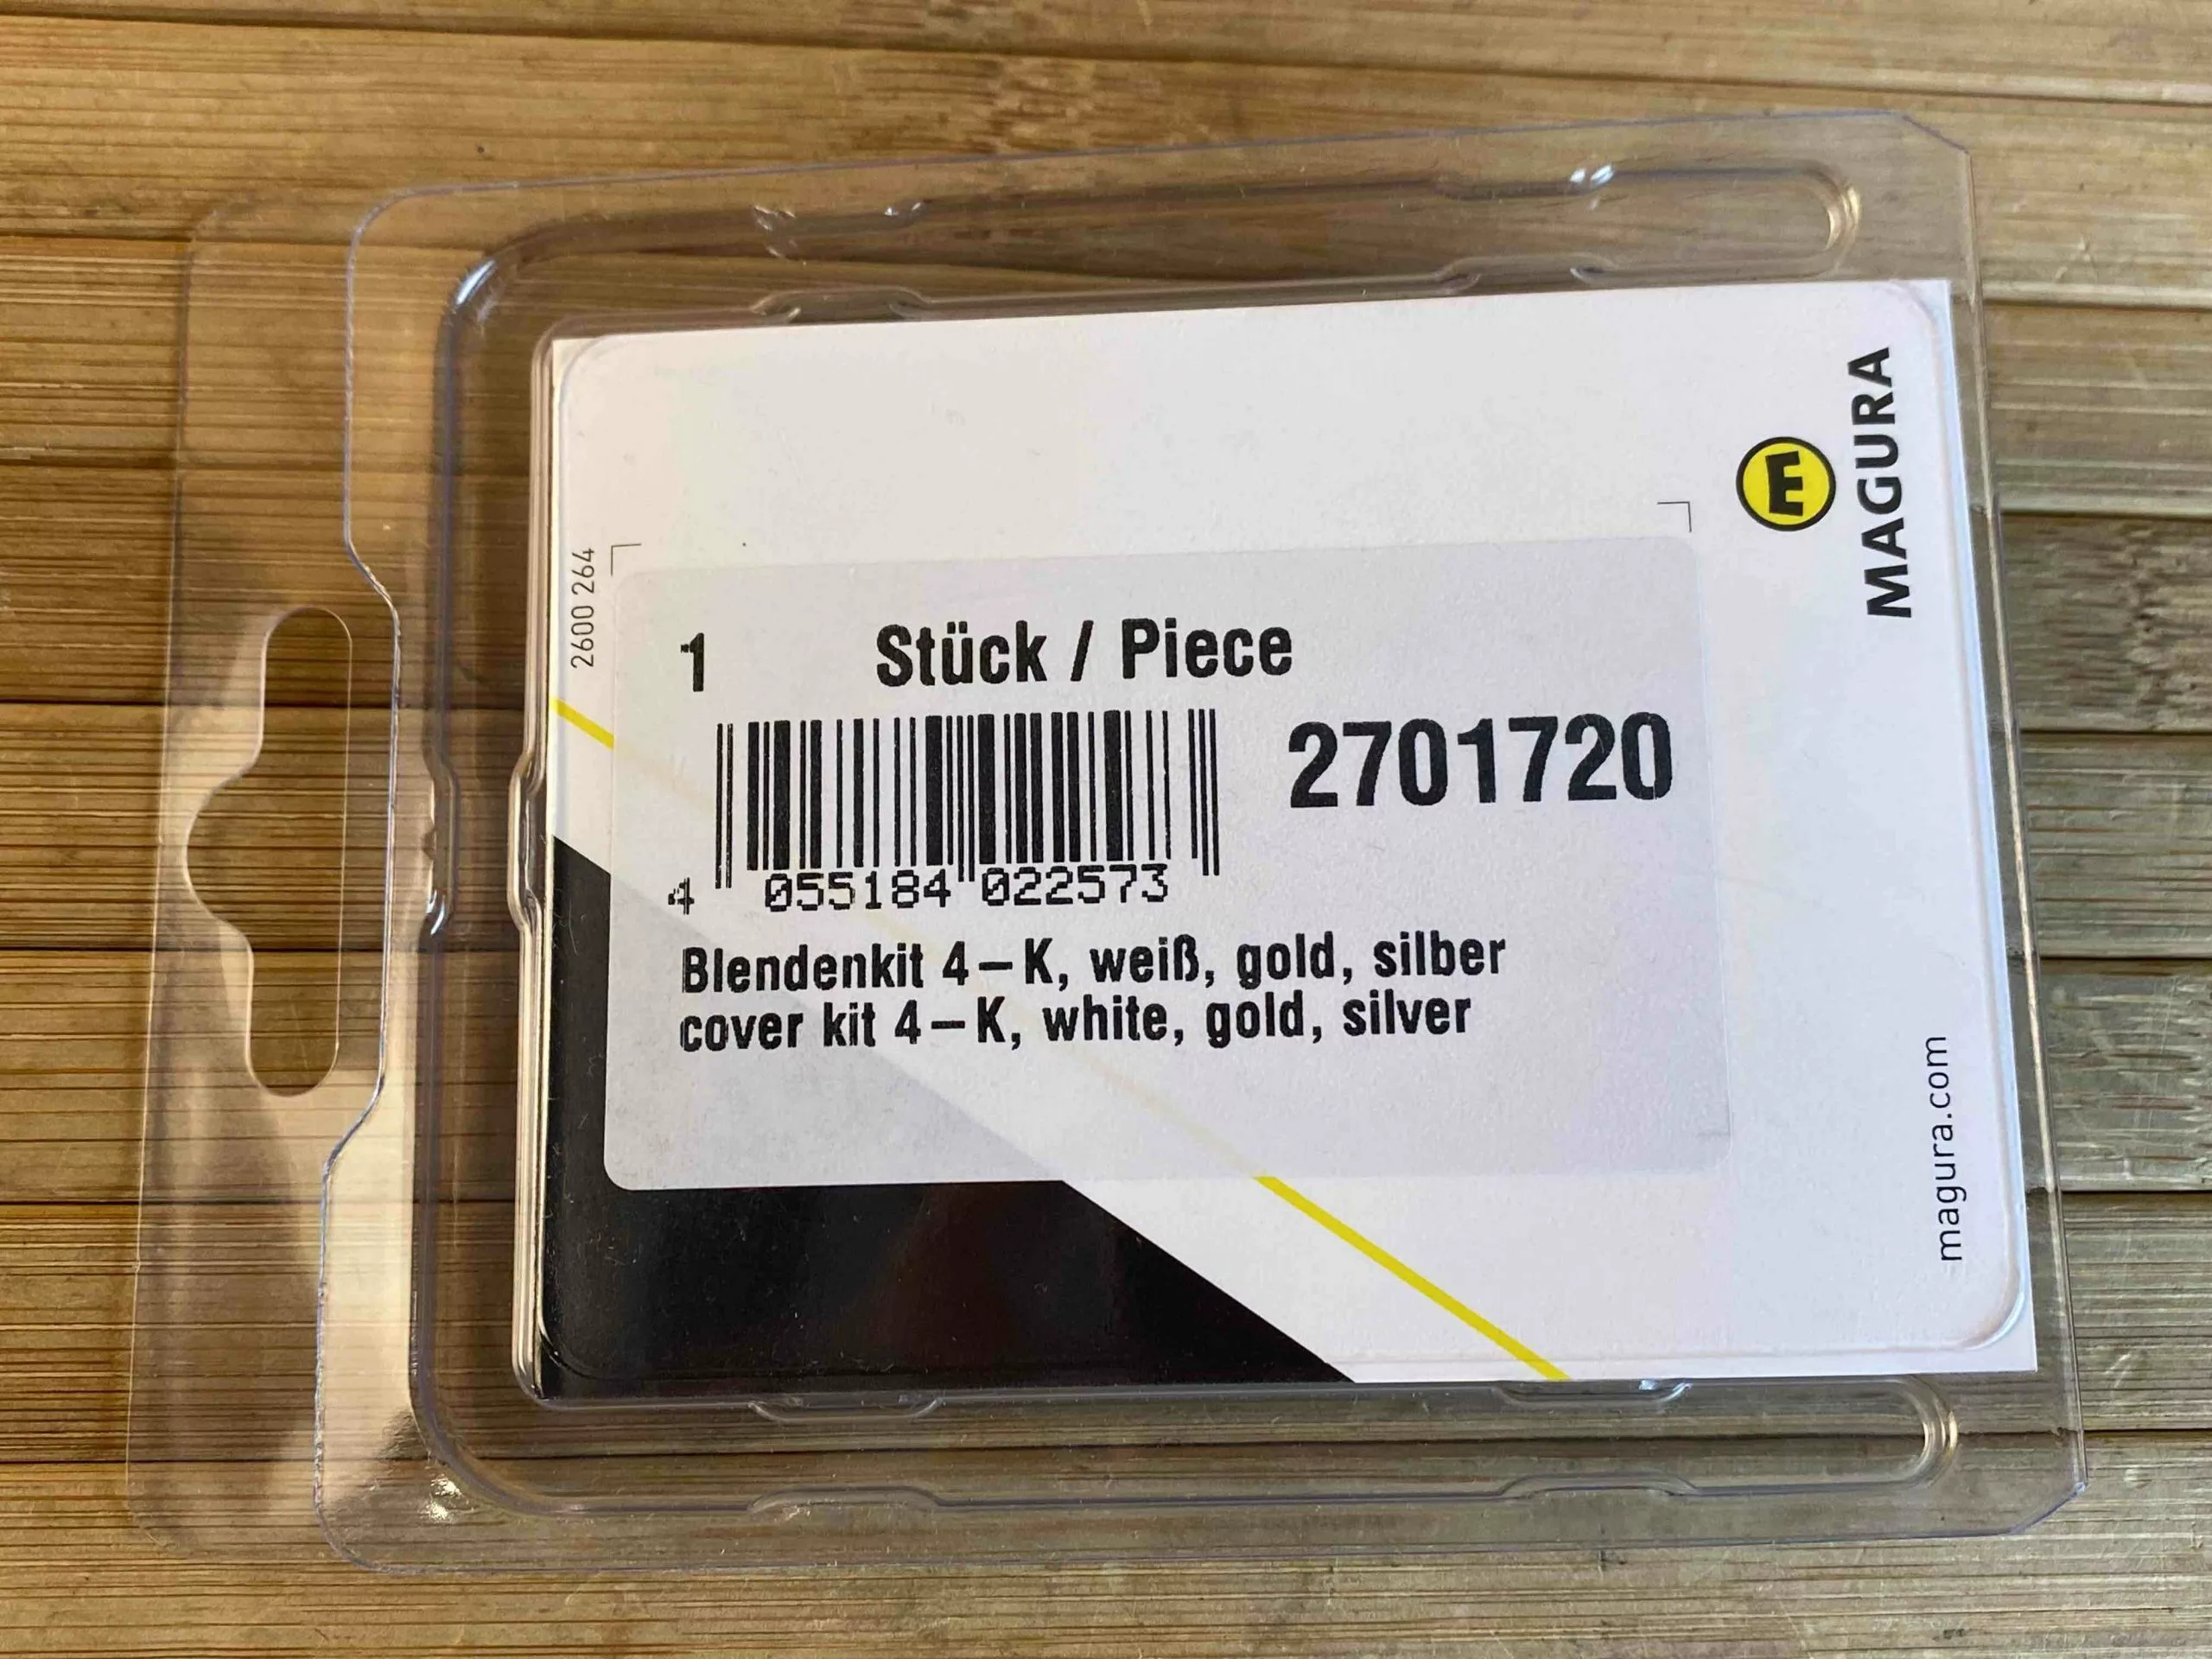 MAGURA
2600 264
1 Stück / Piece
2701720
4 055184 022573
Blendenkit 4-K, weiß, gold, silber
cover kit 4-K, white, gold, silver
magura.com